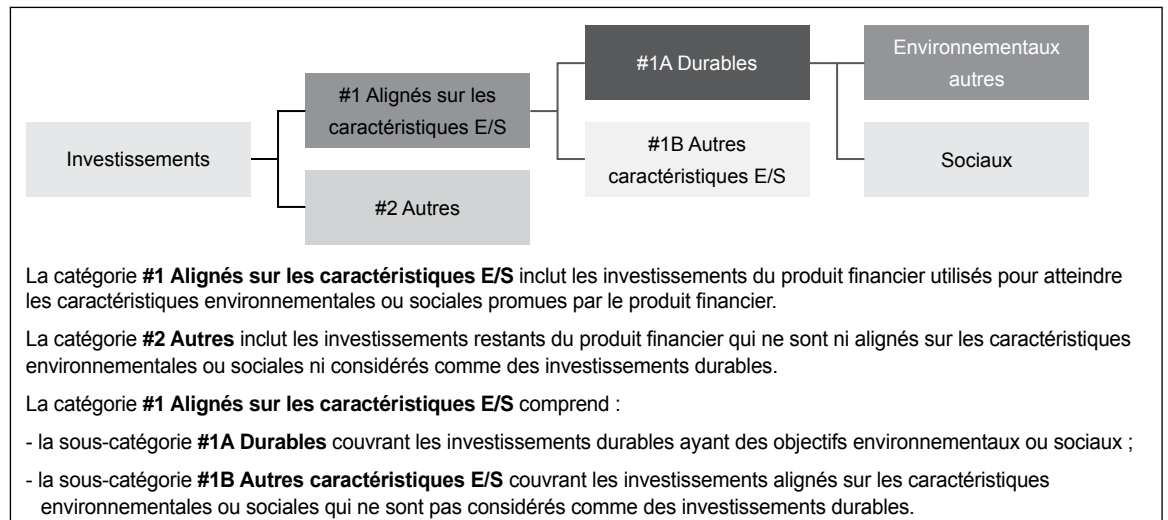 Investissements
#1 Alignés sur les
caractéristiques E/S
#2 Autres
#1A Durables
#1B Autres
caractéristiques E/S
Environnementaux
autres
Sociaux
La catégorie #1 Alignés sur les caractéristiques E/S inclut les investissements du produit financier utilisés pour atteindre
les caractéristiques environnementales ou sociales promues par le produit financier.
La catégorie #2 Autres inclut les investissements restants du produit financier qui ne sont ni alignés sur les caractéristiques
environnementales ou sociales ni considérés comme des investissements durables.
La catégorie #1 Alignés sur les caractéristiques E/S comprend :
- la sous-catégorie #1A Durables couvrant les investissements durables ayant des objectifs environnementaux ou sociaux ;
- la sous-catégorie #1B Autres caractéristiques E/S couvrant les investissements alignés sur les caractéristiques
environnementales ou sociales qui ne sont pas considérés comme des investissements durables.